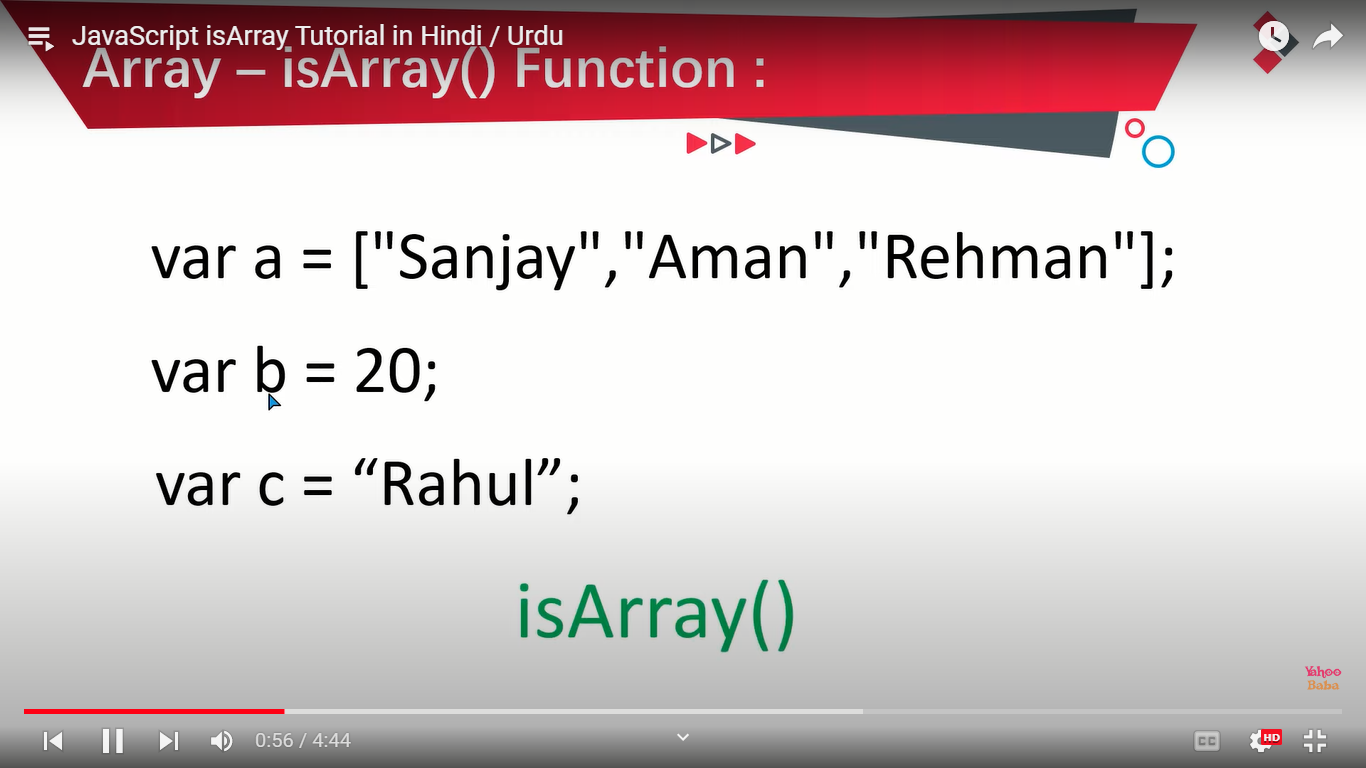 JavaScript isArray Tutorial in Hindi / Urdu
Array – isArray() Function :
var a = ["Sanjay","Aman","Rehman"];
var b = 20;
var c = “Rahul”;
isArray()
Yahoo
Baba
0:56 / 4:44
CC
HD